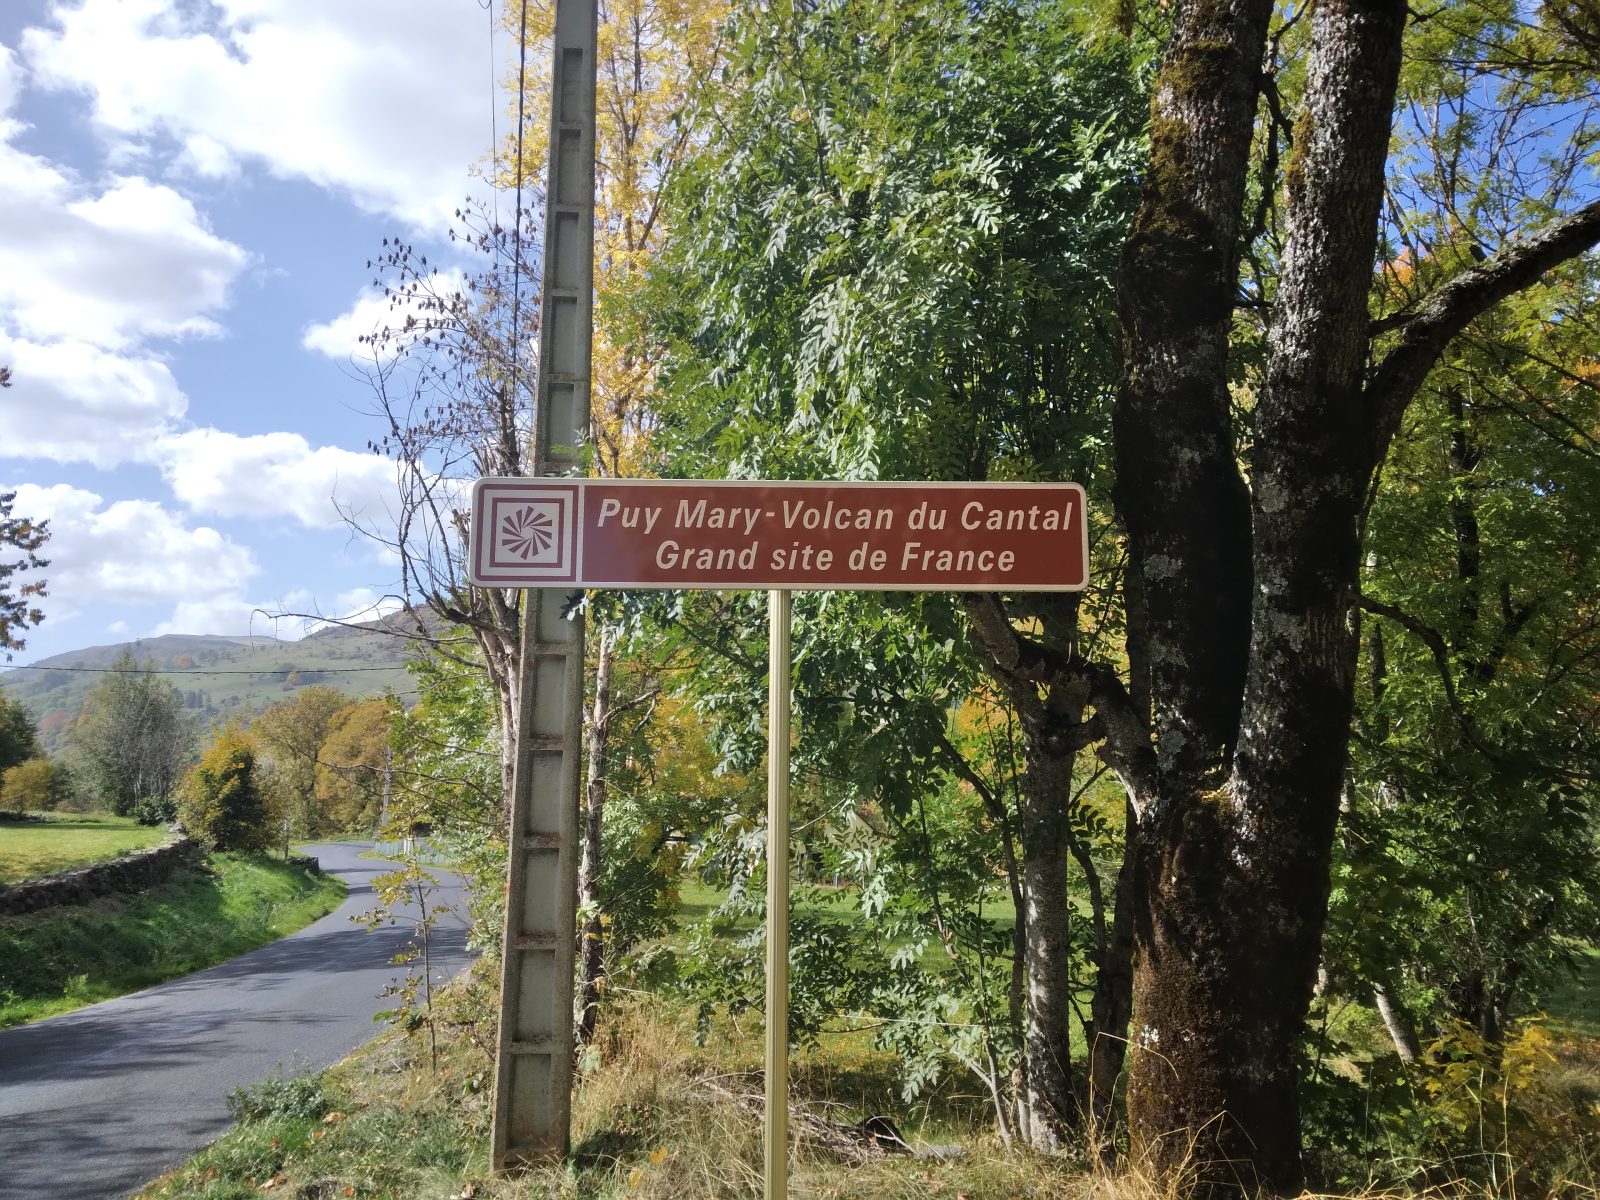 Puy Mary-Volcan du Cantal
Grand site de France